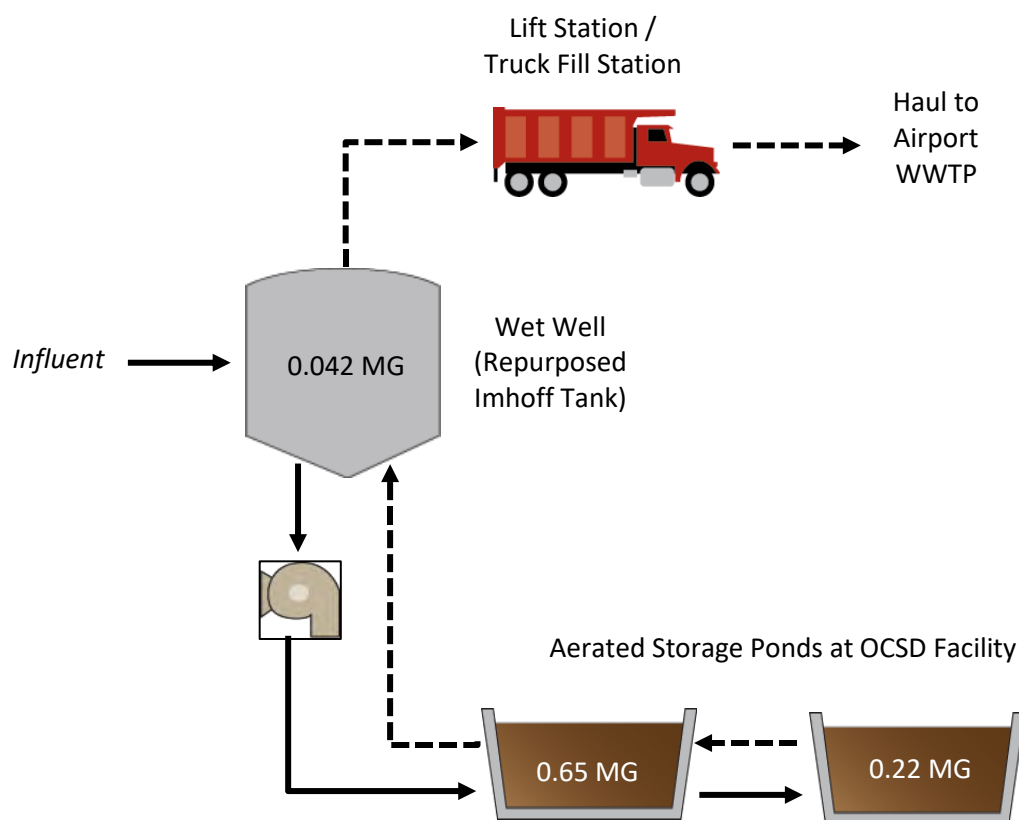 Lift Station /
Truck Fill Station
Haul to
Airport
WWTP
Influent
0.042 MG
Wet Well
(Repurposed
Imhoff Tank)
Aerated Storage Ponds at OCSD Facility
0.65 MG
0.22 MG